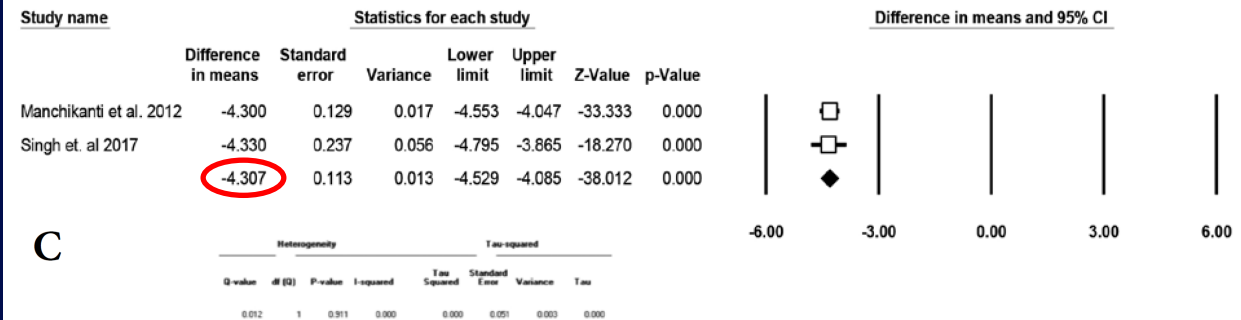 Study name Statistics for each study Difference in means and 95% CI
Difference in means Standard error Variance Lower limit Upper limit Z-Value p-Value
Manchikanti et al. 2012 -4.300 0.129 0.017 -4.553 -4.047 -33.333 0.000
Singh et. al 2017 -4.330 0.237 0.056 -4.795 -3.865 -18.270 0.000
-4.307 0.113 0.013 -4.529 -4.085 -38.012 0.000
-6.00 -3.00 0.00 3.00 6.00
C
Heterogeneity Tau-squared
Q-value df (Q) P-value I-squared Tau Squared Standard Error Variance Tau
0.012 1 0.911 0.000 0.000 0.051 0.003 0.000